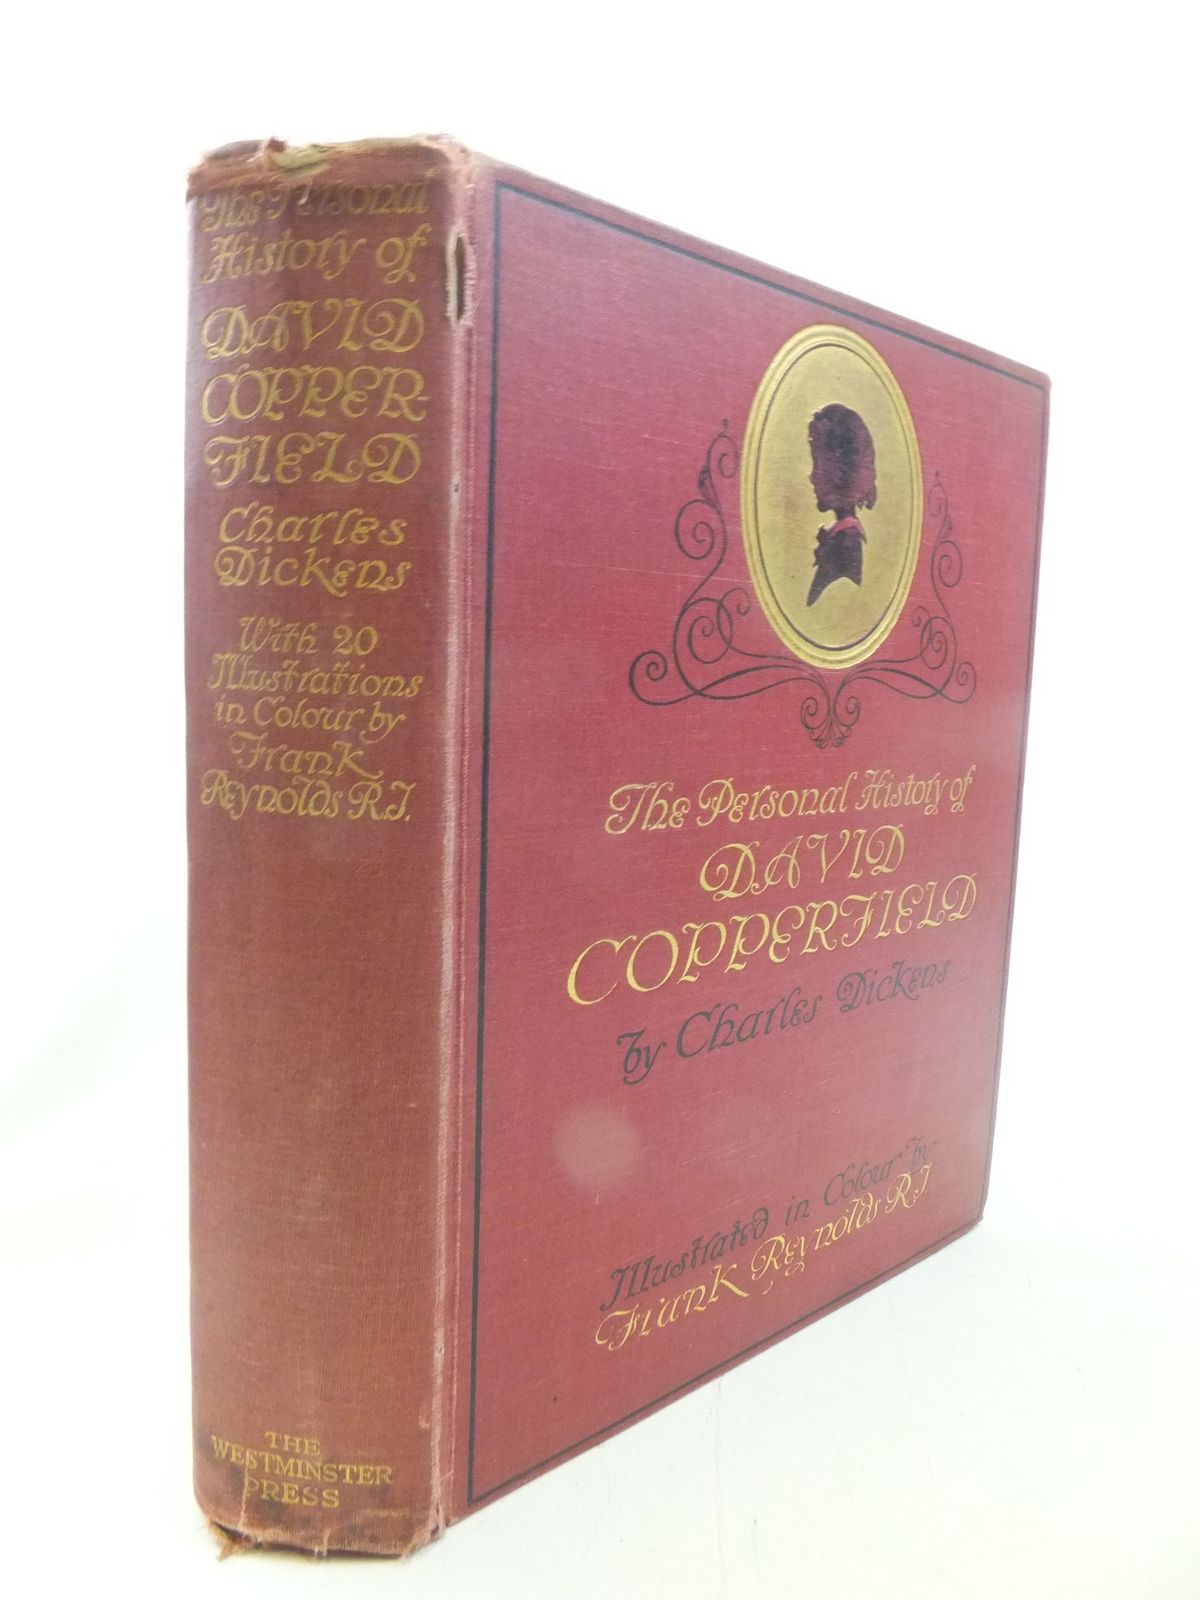 The Personal
History of
DAVID
COPPER-
FIELD
Charles
Dickens
With 20
Illustrations
in Colour by
Frank
Reynolds R.I.
THE
WESTMINSTER
PRESS
The Personal History of
DAVID
COPPERFIELD
by Charles Dickens
Illustrated in Colour by
Frank Reynolds R.I.